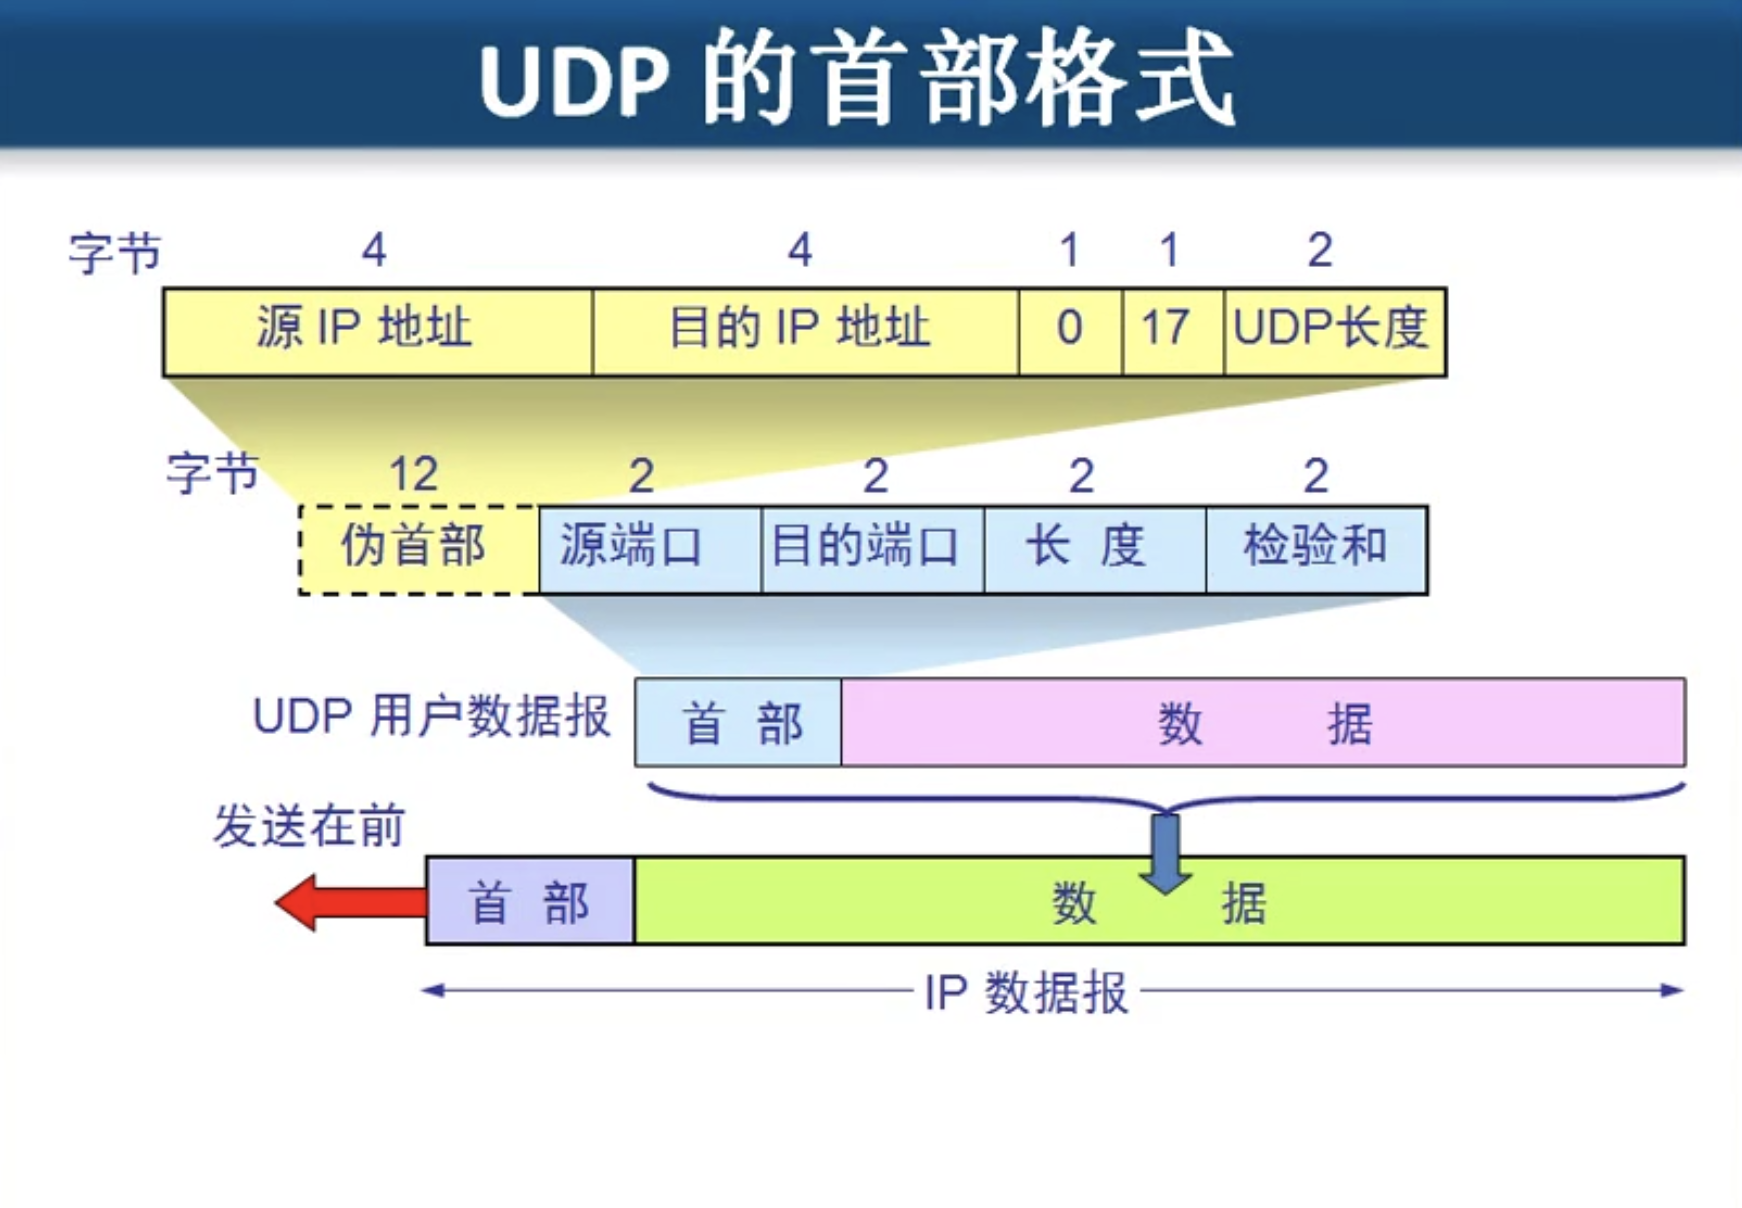 UDP 的首部格式
字节 4 4 1 1 2
源 IP 地址 目的 IP 地址 0 17 UDP长度
字节 12 2 2 2 2
伪首部 源端口 目的端口 长 度 检验和
UDP 用户数据报 首 部 数 据
发送在前
首 部 数 据
IP 数据报